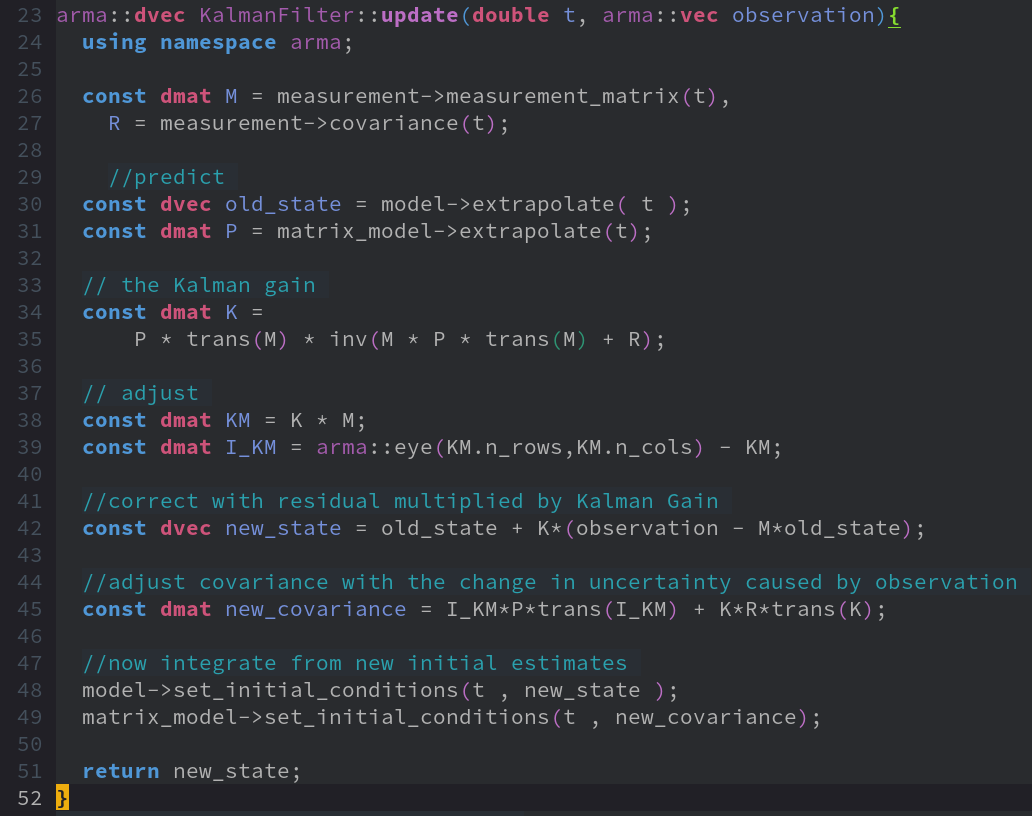 23 arma::dvec KalmanFilter::update(double t, arma::vec observation){
24   using namespace arma;
25
26   const dmat M = measurement->measurement_matrix(t),
27     R = measurement->covariance(t);
28
29     //predict
30   const dvec old_state = model->extrapolate( t );
31   const dmat P = matrix_model->extrapolate(t);
32
33   // the Kalman gain
34   const dmat K =
35       P * trans(M) * inv(M * P * trans(M) + R);
36
37   // adjust
38   const dmat KM = K * M;
39   const dmat I_KM = arma::eye(KM.n_rows,KM.n_cols) - KM;
40
41   //correct with residual multiplied by Kalman Gain
42   const dvec new_state = old_state + K*(observation - M*old_state);
43
44   //adjust covariance with the change in uncertainty caused by observation
45   const dmat new_covariance = I_KM*P*trans(I_KM) + K*R*trans(K);
46
47   //now integrate from new initial estimates
48   model->set_initial_conditions(t , new_state );
49   matrix_model->set_initial_conditions(t , new_covariance);
50
51   return new_state;
52 }